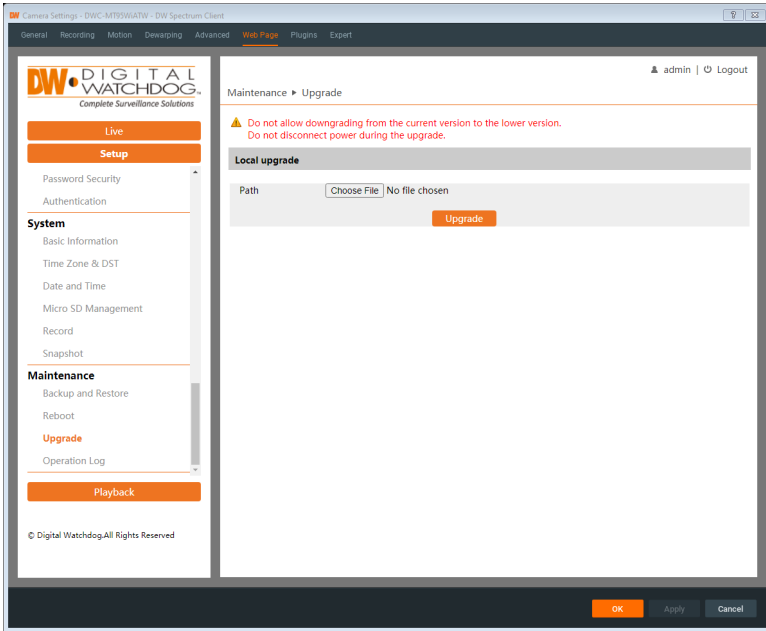 DW Camera Settings - DWC-MT95WiATW - DW Spectrum Client
General Recording Motion Dewarping Advanced Web Page Plugins Expert
DW DIGITAL WATCHDOG
Complete Surveillance Solutions
Live
Setup
Password Security
Authentication
System
Basic Information
Time Zone & DST
Date and Time
Micro SD Management
Record
Snapshot
Maintenance
Backup and Restore
Reboot
Upgrade
Operation Log
Playback
© Digital Watchdog.All Rights Reserved
admin | Logout
Maintenance ▸ Upgrade
Do not allow downgrading from the current version to the lower version.
Do not disconnect power during the upgrade.
Local upgrade
Path Choose File No file chosen
Upgrade
OK Apply Cancel